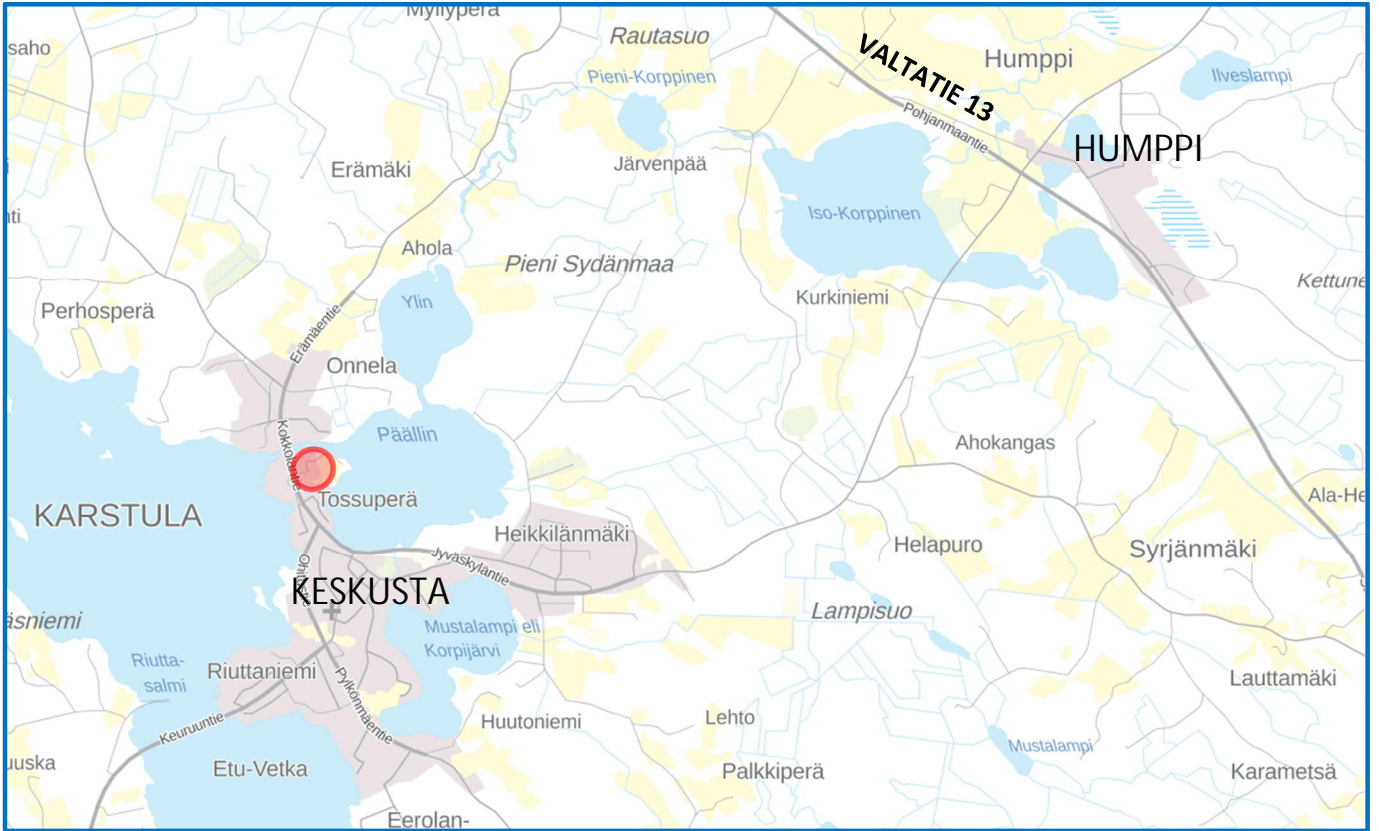 Myllyperä
saho
Rautasuo
VALTATIE 13
Humppi
Pieni-Korppinen
Ilveslampi
Pohjanmaantie
HUMPPI
Erämäki
Järvenpää
Iso-Korppinen
Ahola
Pieni Sydänmaa
Kettune
Ylin
Kurkiniemi
Perhosperä
Erämäentie
Onnela
Päällin
Kokkolantie
Ahokangas
Tossuperä
KARSTULA
Ala-He
Heikkilänmäki
Helapuro
Syrjänmäki
Jyväskyläntie
KESKUSTA
Lampisuo
äsniemi
Mustalampi eli
Korpijärvi
Riutta-
salmi
Riuttaniemi
Pylkönmäentie
Lauttamäki
Keuruuntie
Huutoniemi
Lehto
Mustalampi
uuska
Etu-Vetka
Palkkiperä
Karametsä
Eerolan-